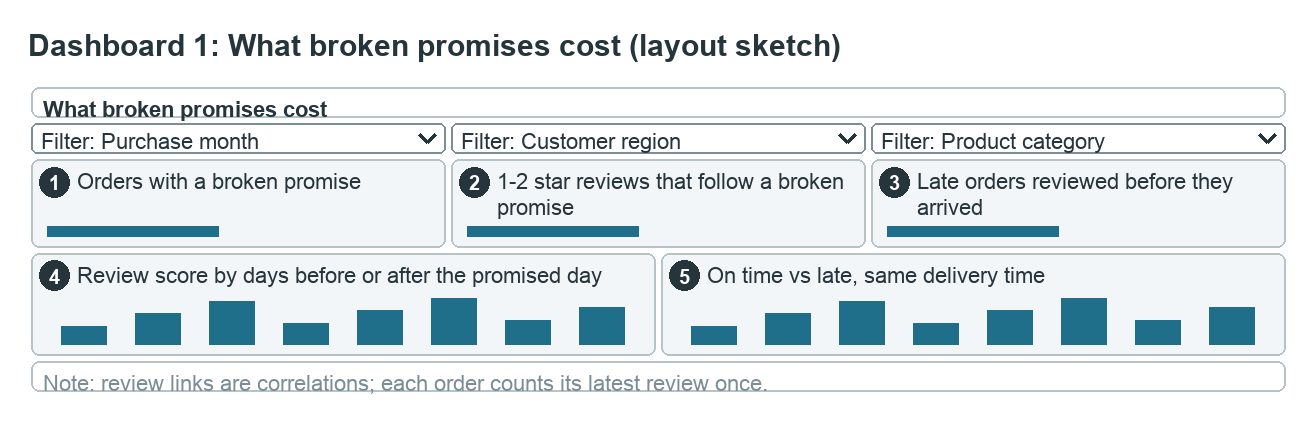 Dashboard 1: What broken promises cost (layout sketch)
What broken promises cost
Filter: Purchase month
Filter: Customer region
Filter: Product category
1 Orders with a broken promise
2 1-2 star reviews that follow a broken
promise
3 Late orders reviewed before they
arrived
4 Review score by days before or after the promised day
5 On time vs late, same delivery time
Note: review links are correlations; each order counts its latest review once.